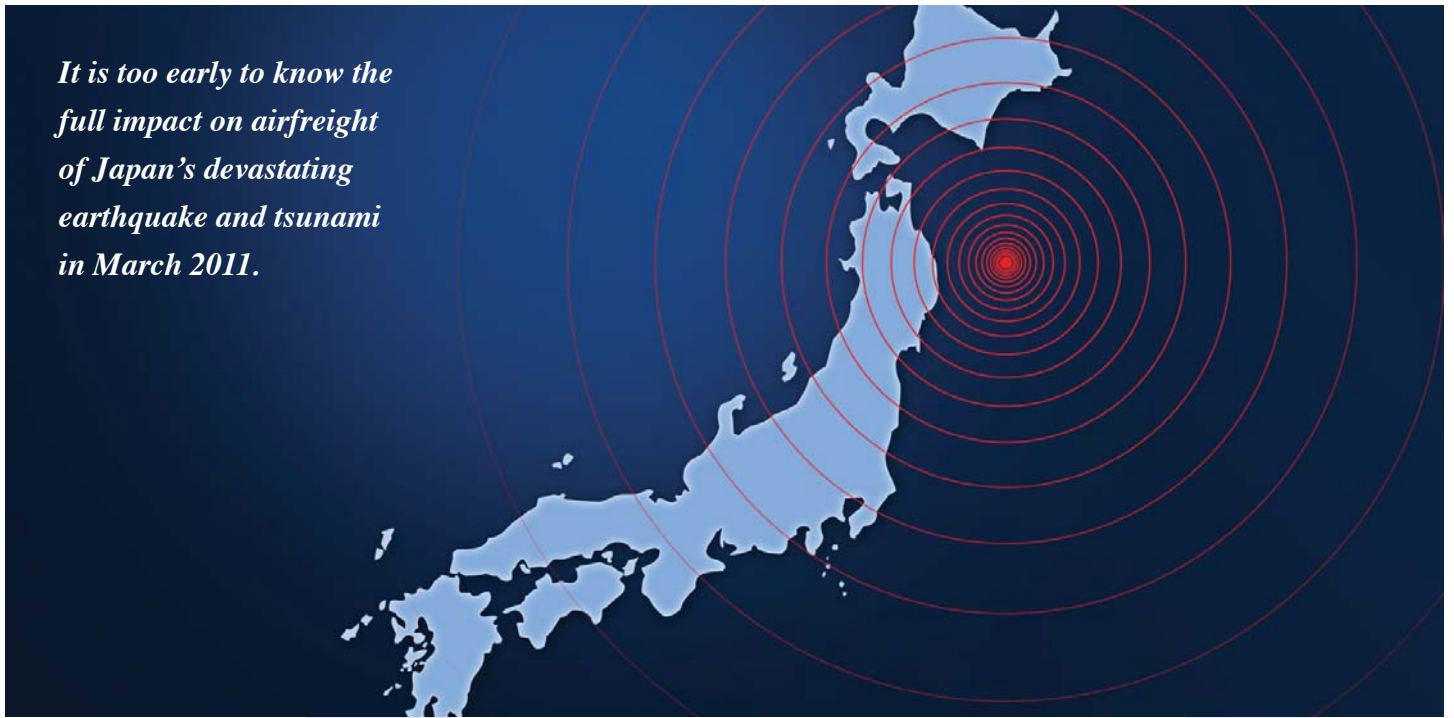 It is too early to know the
full impact on airfreight
of Japan’s devastating
earthquake and tsunami
in March 2011.